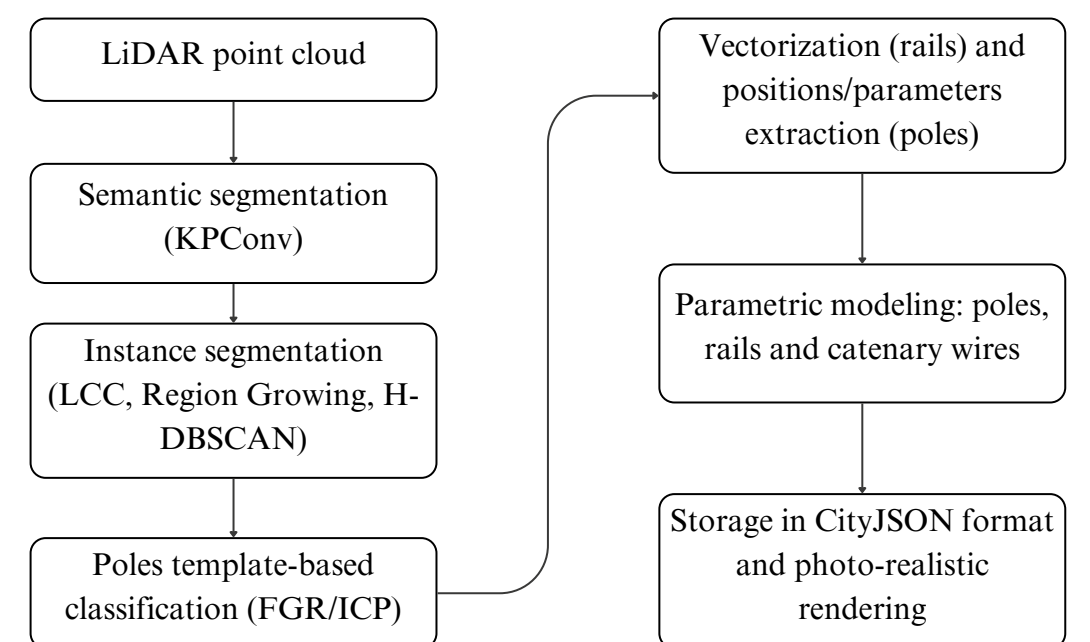 LiDAR point cloud
Semantic segmentation
(KPConv)
Instance segmentation
(LCC, Region Growing, H-
DBSCAN)
Poles template-based
classification (FGR/ICP)
Vectorization (rails) and
positions/parameters
extraction (poles)
Parametric modeling: poles,
rails and catenary wires
Storage in CityJSON format
and photo-realistic
rendering